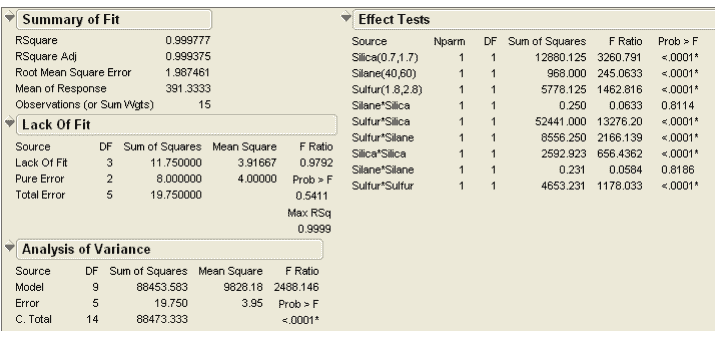 Summary of Fit
RSquare 0.999777
RSquare Adj 0.999375
Root Mean Square Error 1.987461
Mean of Response 391.3333
Observations (or Sum Wgts) 15
Lack Of Fit
Source DF Sum of Squares Mean Square F Ratio
Lack Of Fit 3 11.750000 3.91667 0.9792
Pure Error 2 8.000000 4.00000 Prob > F
Total Error 5 19.750000 0.5411
Max RSq
0.9999
Analysis of Variance
Source DF Sum of Squares Mean Square F Ratio
Model 9 88453.583 9828.18 2488.146
Error 5 19.750 3.95 Prob > F
C. Total 14 88473.333 <.0001*
Effect Tests
Source Nparm DF Sum of Squares F Ratio Prob > F
Silica(0.7,1.7) 1 1 12880.125 3260.791 <.0001*
Silane(40,60) 1 1 968.000 245.0633 <.0001*
Sulfur(1.8,2.8) 1 1 5778.125 1462.816 <.0001*
Silane*Silica 1 1 0.250 0.0633 0.8114
Sulfur*Silica 1 1 52441.000 13276.20 <.0001*
Sulfur*Silane 1 1 8556.250 2166.139 <.0001*
Silica*Silica 1 1 2592.923 656.4362 <.0001*
Silane*Silane 1 1 0.231 0.0584 0.8186
Sulfur*Sulfur 1 1 4653.231 1178.033 <.0001*